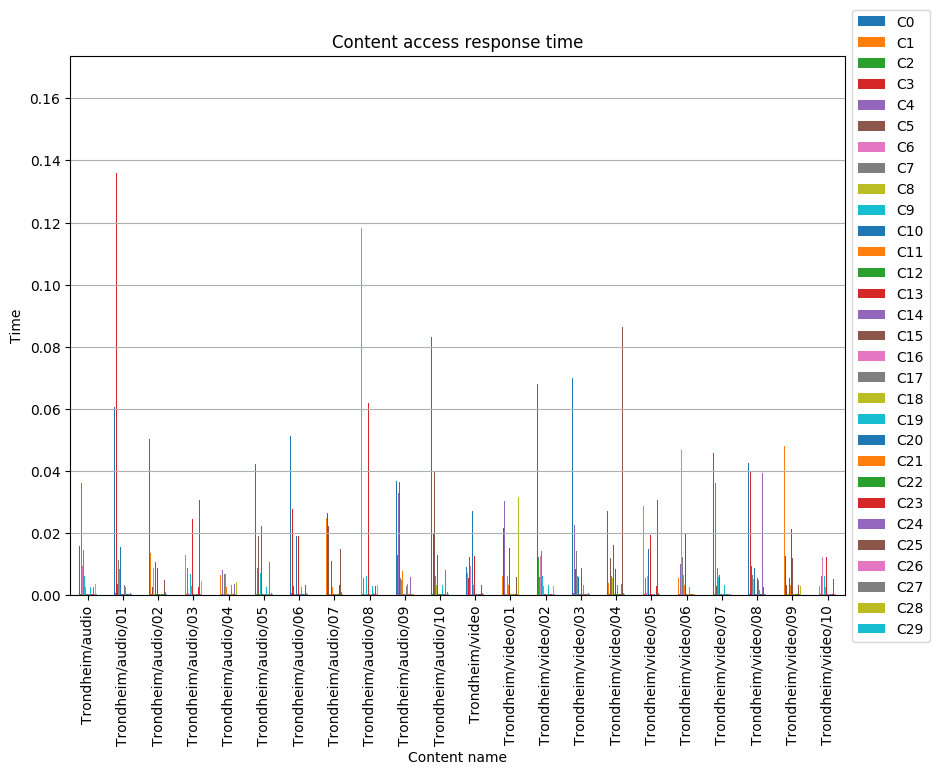 Content access response time
Time
0.16
0.14
0.12
0.10
0.08
0.06
0.04
0.02
0.00
Trondheim/audio
Trondheim/audio/01
Trondheim/audio/02
Trondheim/audio/03
Trondheim/audio/04
Trondheim/audio/05
Trondheim/audio/06
Trondheim/audio/07
Trondheim/audio/08
Trondheim/audio/09
Trondheim/audio/10
Trondheim/video
Trondheim/video/01
Trondheim/video/02
Trondheim/video/03
Trondheim/video/04
Trondheim/video/05
Trondheim/video/06
Trondheim/video/07
Trondheim/video/08
Trondheim/video/09
Trondheim/video/10
Content name
C0
C1
C2
C3
C4
C5
C6
C7
C8
C9
C10
C11
C12
C13
C14
C15
C16
C17
C18
C19
C20
C21
C22
C23
C24
C25
C26
C27
C28
C29